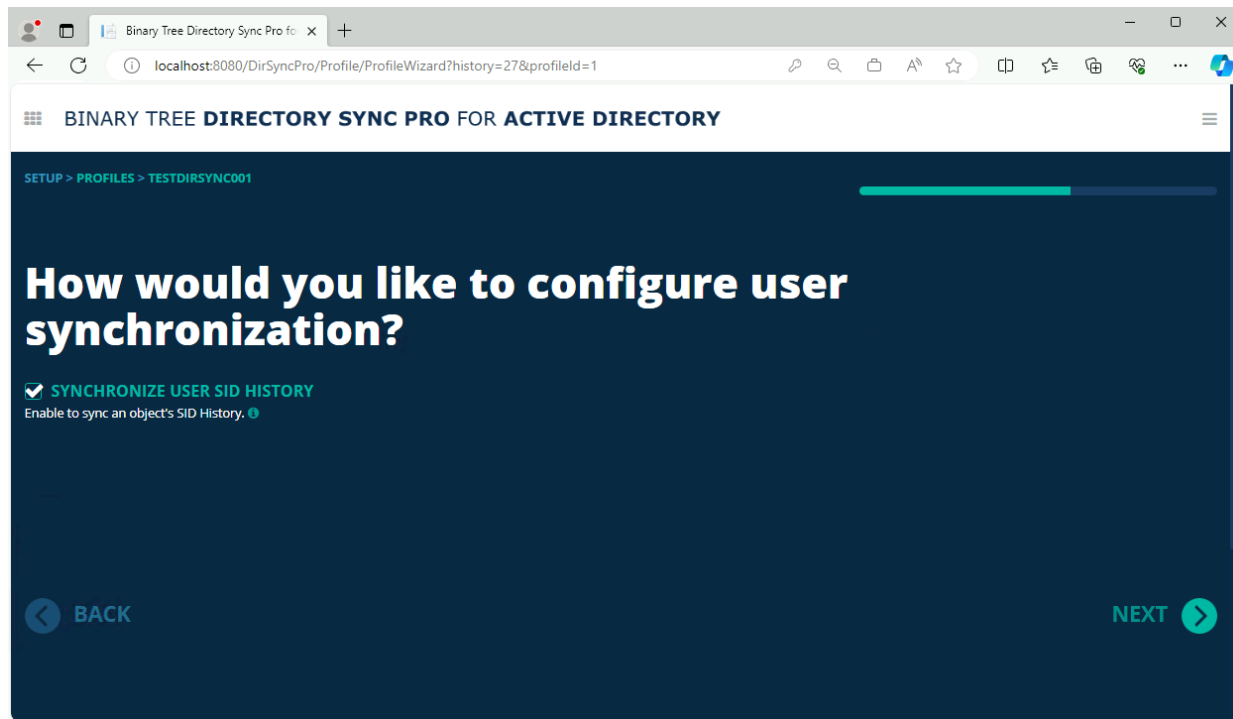 Binary Tree Directory Sync Pro fo
localhost:8080/DirSyncPro/Profile/ProfileWizard?history=27&profileId=1
BINARY TREE DIRECTORY SYNC PRO FOR ACTIVE DIRECTORY
SETUP > PROFILES > TESTDIRSYNC001
How would you like to configure user
synchronization?
SYNCHRONIZE USER SID HISTORY
Enable to sync an object's SID History.
BACK
NEXT